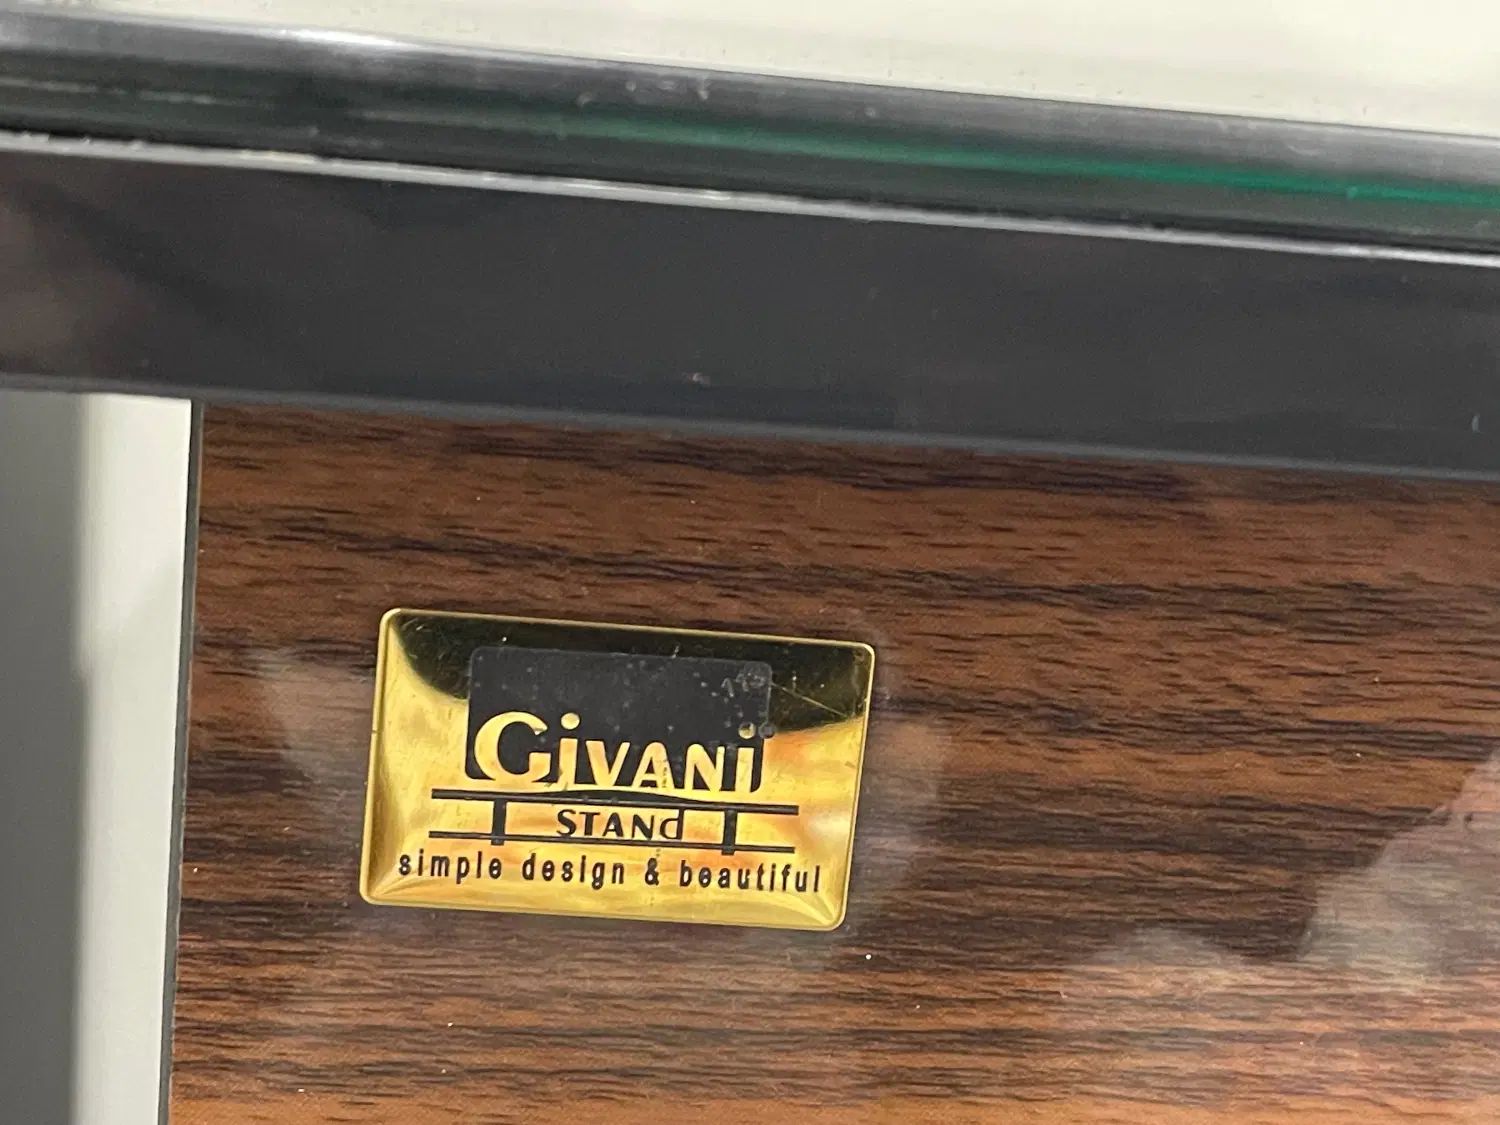 GiVANi
STANd
simple design & beautiful